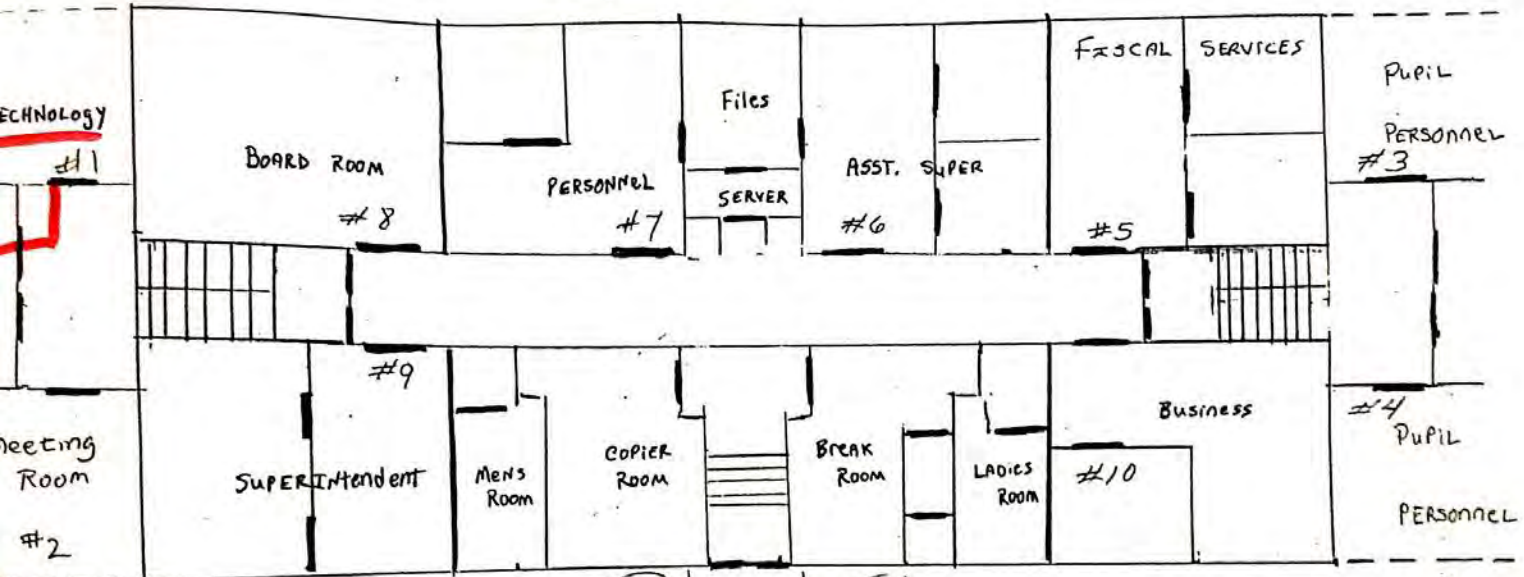 ECHNOLOGY
#1
BOARD ROOM
#8
PERSONNEL
#7
Files
SERVER
ASST. SUPER
#6
FISCAL SERVICES
#5
PUPIL
PERSONNEL
#3
Meeting
Room
#2
SUPERINtendent
#9
MENS
ROOM
COPIER
ROOM
BREAK
ROOM
LADIES
ROOM
Business
#10
#4
PUPIL
PERSONNEL